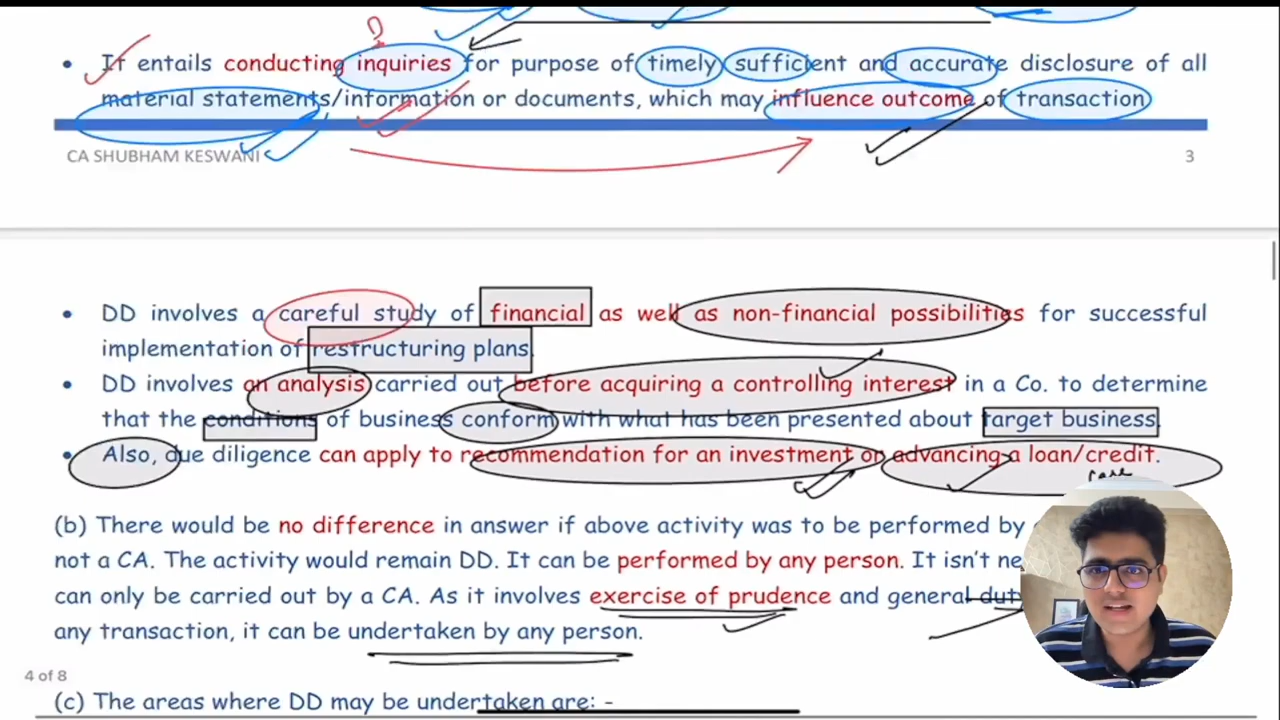 • It entails conducting inquiries for purpose of timely sufficient and accurate disclosure of all
material statements/information or documents, which may influence outcome of transaction
CA SHUBHAM KESWANI
3
• DD involves a careful study of financial as well as non-financial possibilities for successful
implementation of restructuring plans.
• DD involves an analysis carried out before acquiring a controlling interest in a Co. to determine
that the conditions of business conform with what has been presented about target business.
• Also, due diligence can apply to recommendation for an investment or advancing a loan/credit.
care
(b) There would be no difference in answer if above activity was to be performed by
not a CA. The activity would remain DD. It can be performed by any person. It isn't
can only be carried out by a CA. As it involves exercise of prudence and general
any transaction, it can be undertaken by any person.
4 of 8
(c) The areas where DD may be undertaken are: -